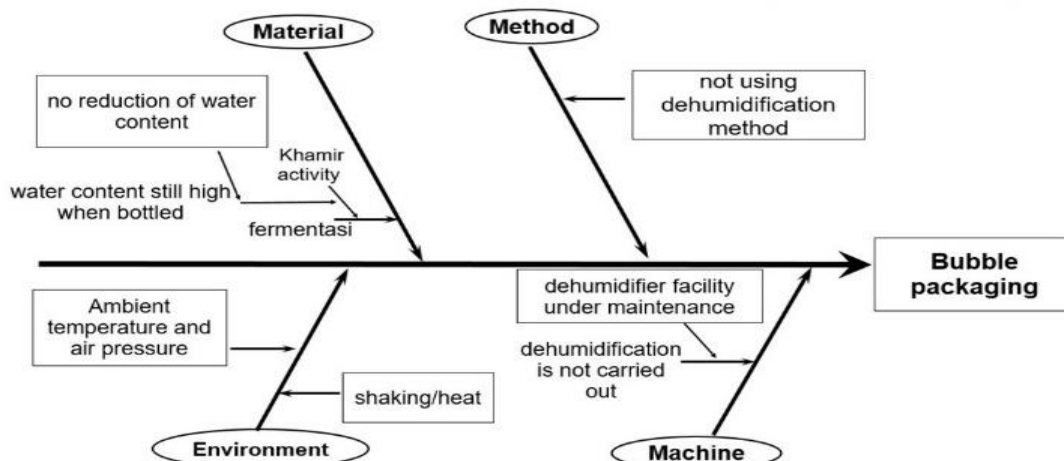 Material
Method
no reduction of water
content
not using
dehumidification
method
Khamir
activity
water content still high
when bottled
fermentasi
Bubble
packaging
Ambient
temperature and
air pressure
dehumidifier facility
under maintenance
dehumidification
is not carried
out
shaking/heat
Environment
Machine